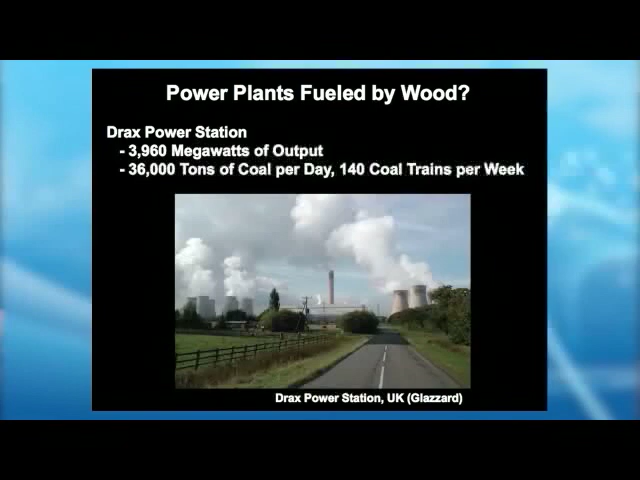 Power Plants Fueled by Wood?
Drax Power Station
- 3,960 Megawatts of Output
- 36,000 Tons of Coal per Day, 140 Coal Trains per Week
Drax Power Station, UK (Glazzard)